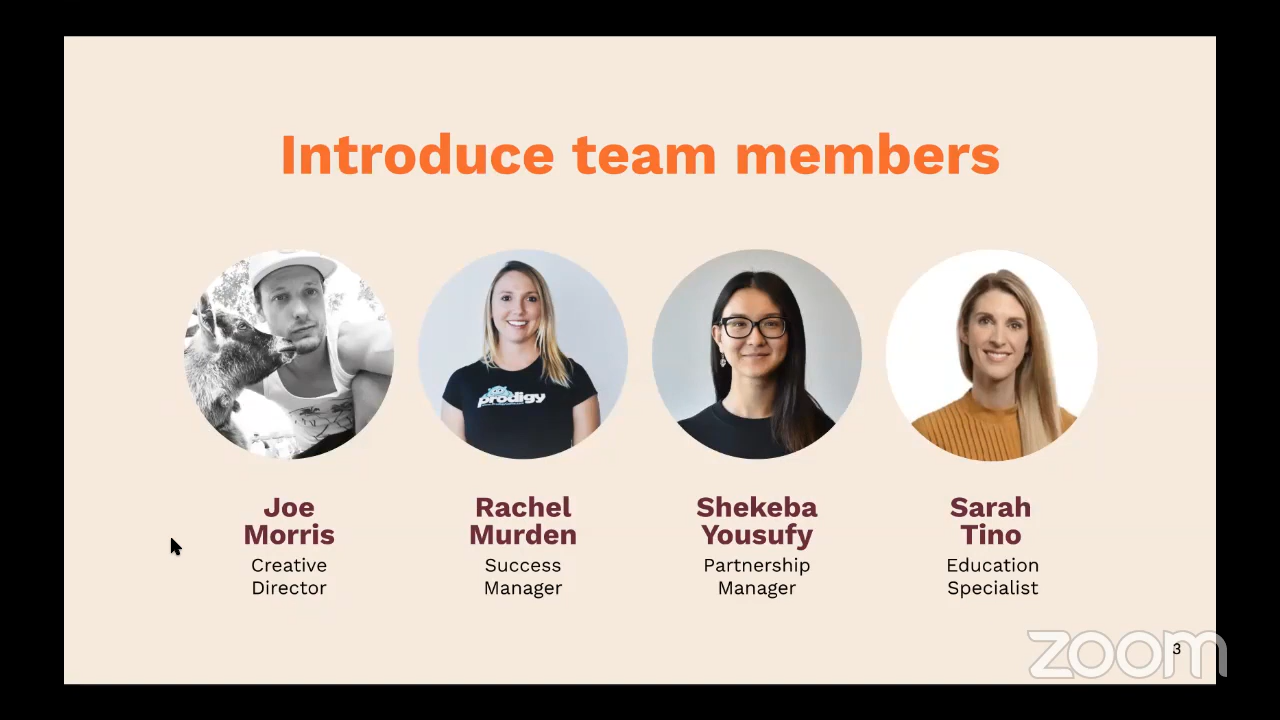 Introduce team members
prodigy
Joe
Morris
Creative
Director
Rachel
Murden
Success
Manager
Shekeba
Yousufy
Partnership
Manager
Sarah
Tino
Education
Specialist
3
zoom